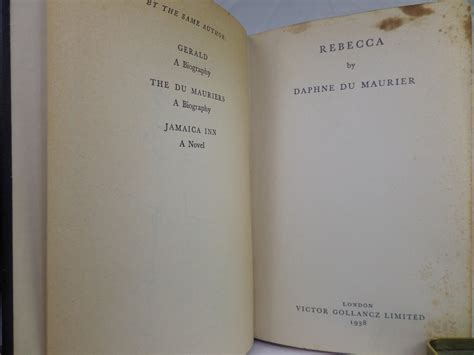 BY THE SAME AUTHOR
GERALD
A Biography
THE DU MAURIERS
A Biography
JAMAICA INN
A Novel
REBECCA
by
DAPHNE DU MAURIER
LONDON
VICTOR GOLLANCZ LIMITED
1938